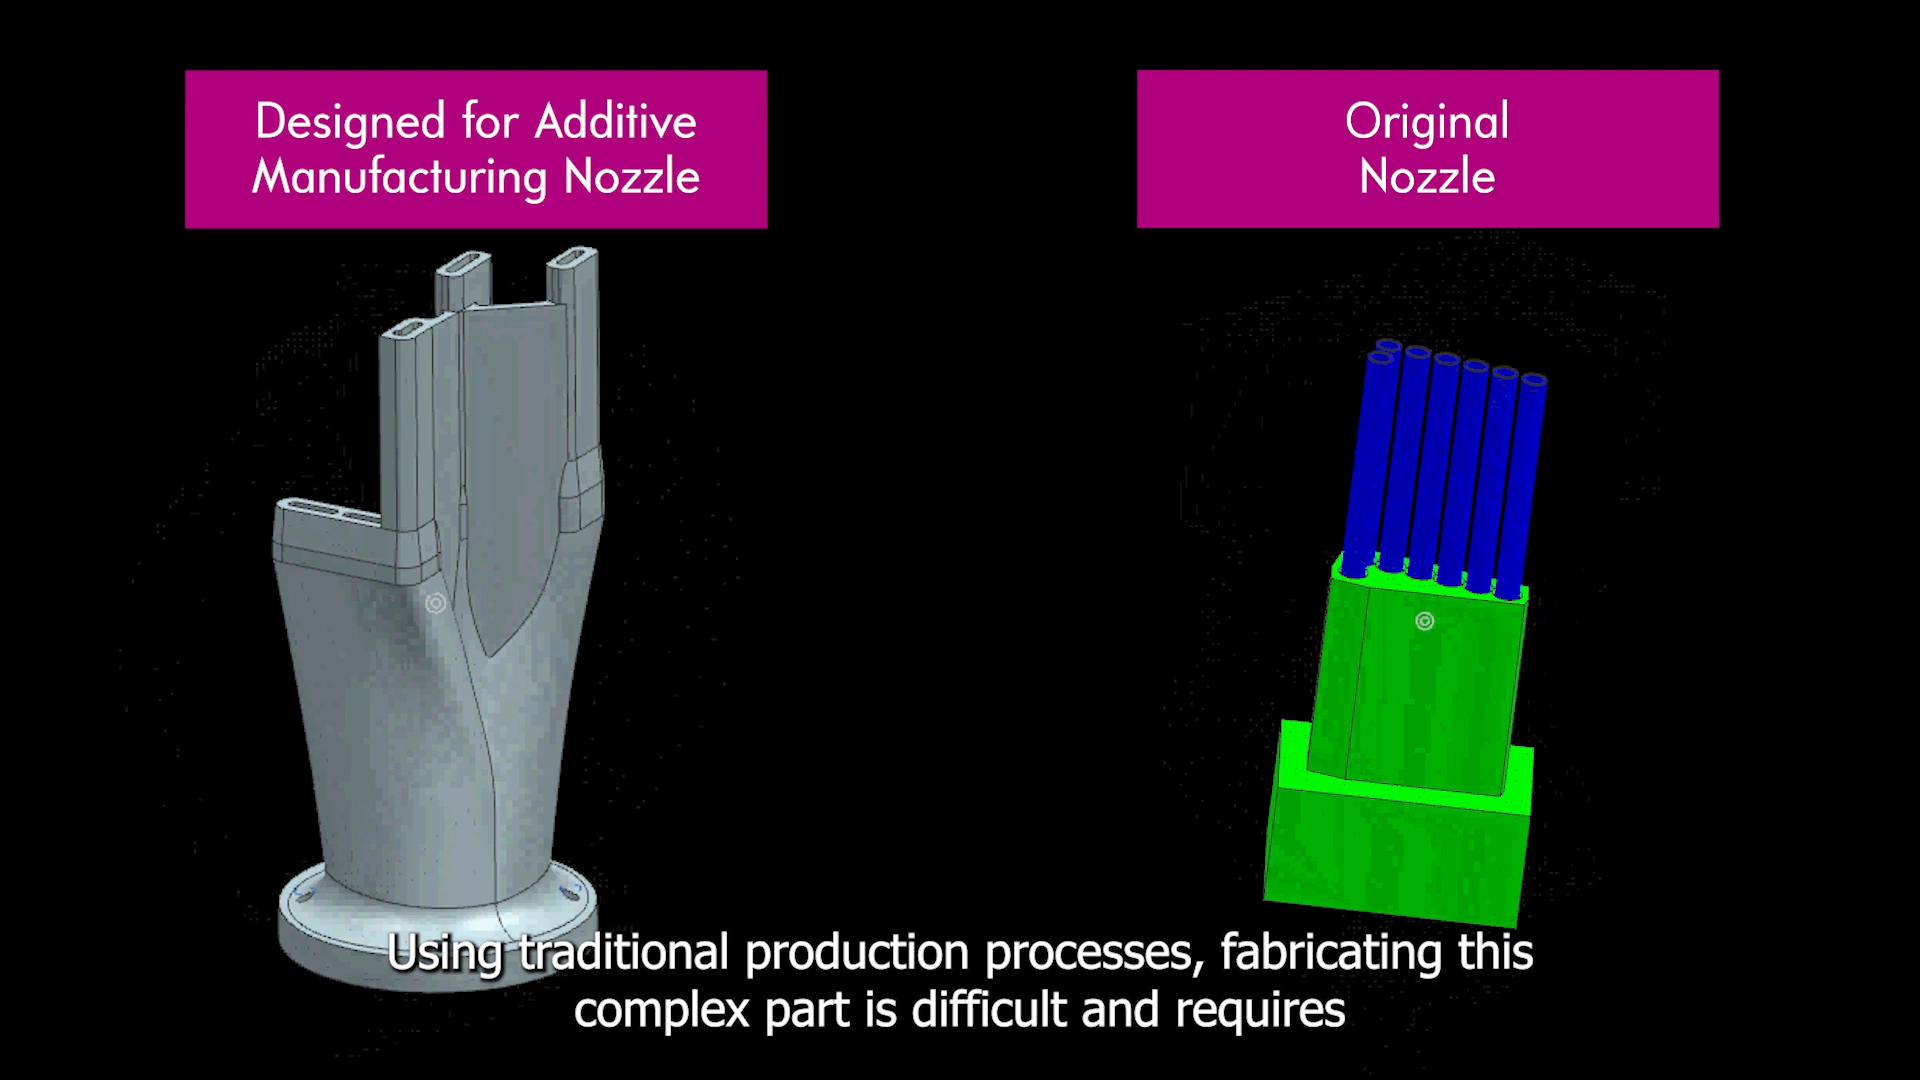 Designed for Additive
Manufacturing Nozzle
Original
Nozzle
Using traditional production processes, fabricating this
complex part is difficult and requires